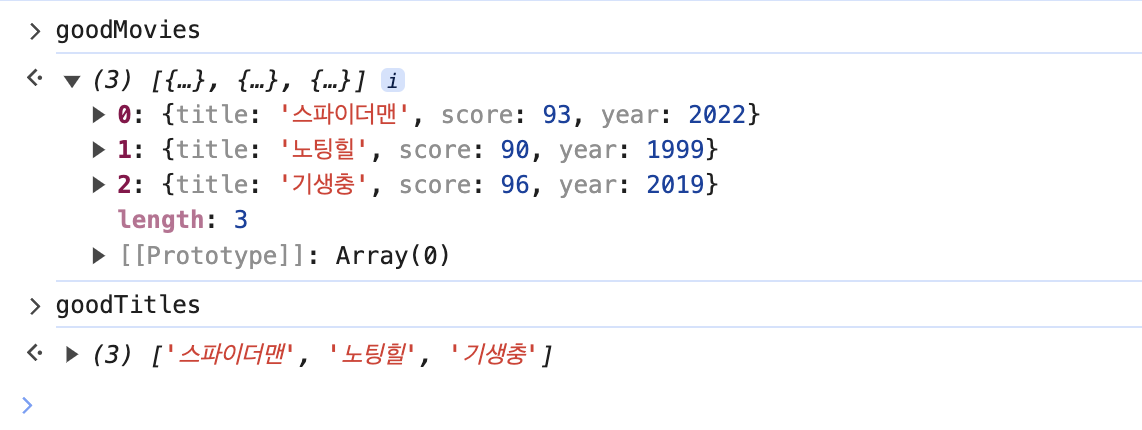 > goodMovies
(3) [{…}, {…}, {…}] i
0: {title: '스파이더맨', score: 93, year: 2022}
1: {title: '노팅힐', score: 90, year: 1999}
2: {title: '기생충', score: 96, year: 2019}
length: 3
[[Prototype]]: Array(0)
> goodTitles
(3) ['스파이더맨', '노팅힐', '기생충']
>